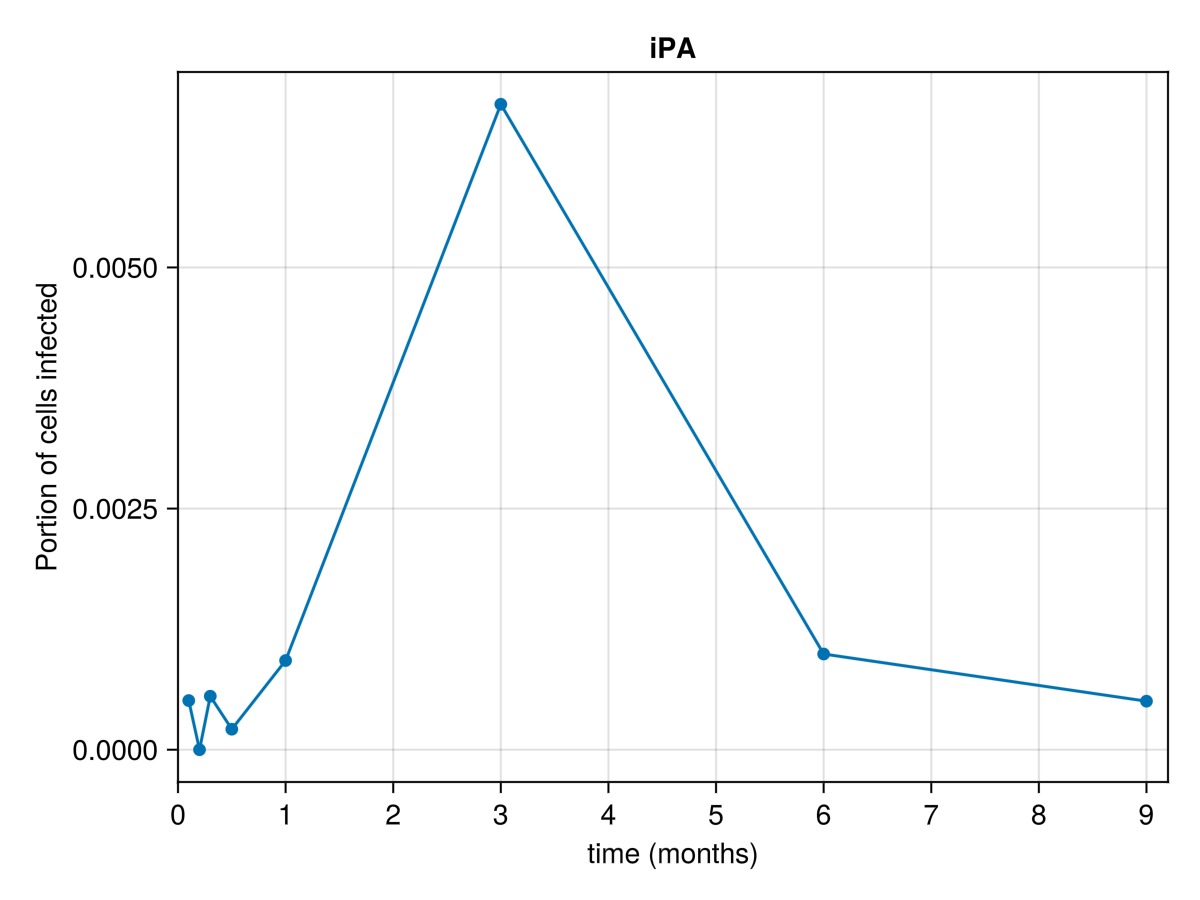 iPA
Portion of cells infected
0.0050
0.0025
0.0000
0 1 2 3 4 5 6 7 8 9
time (months)